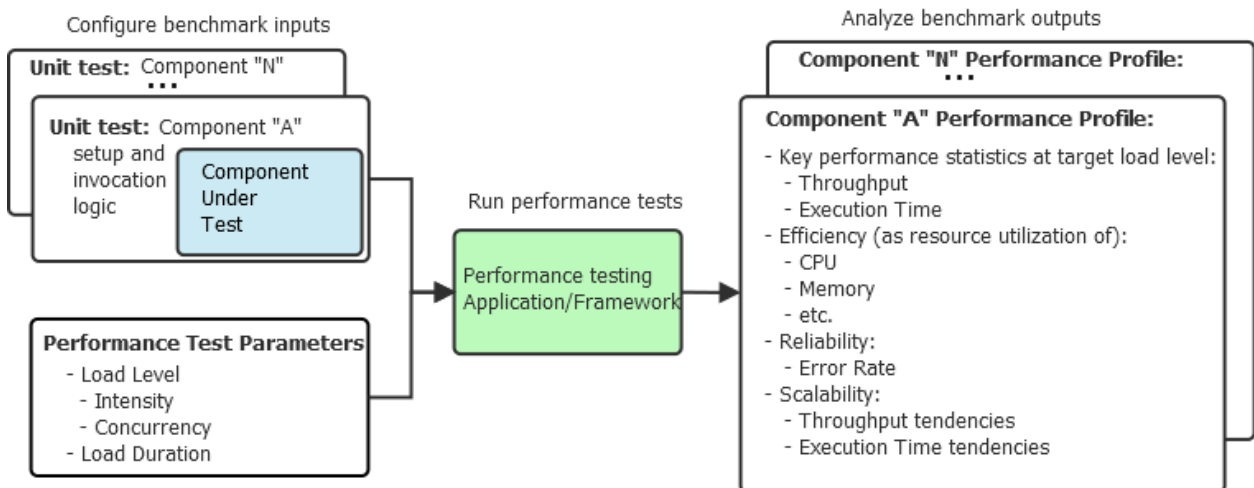 Configure benchmark inputs
Unit test: Component "N"
...
Unit test: Component "A"
setup and
invocation
logic
Component
Under
Test
Performance Test Parameters
- Load Level
- Intensity
- Concurrency
- Load Duration
Run performance tests
Performance testing
Application/Framework
Analyze benchmark outputs
Component "N" Performance Profile:
...
Component "A" Performance Profile:
- Key performance statistics at target load level:
- Throughput
- Execution Time
- Efficiency (as resource utilization of):
- CPU
- Memory
- etc.
- Reliability:
- Error Rate
- Scalability:
- Throughput tendencies
- Execution Time tendencies